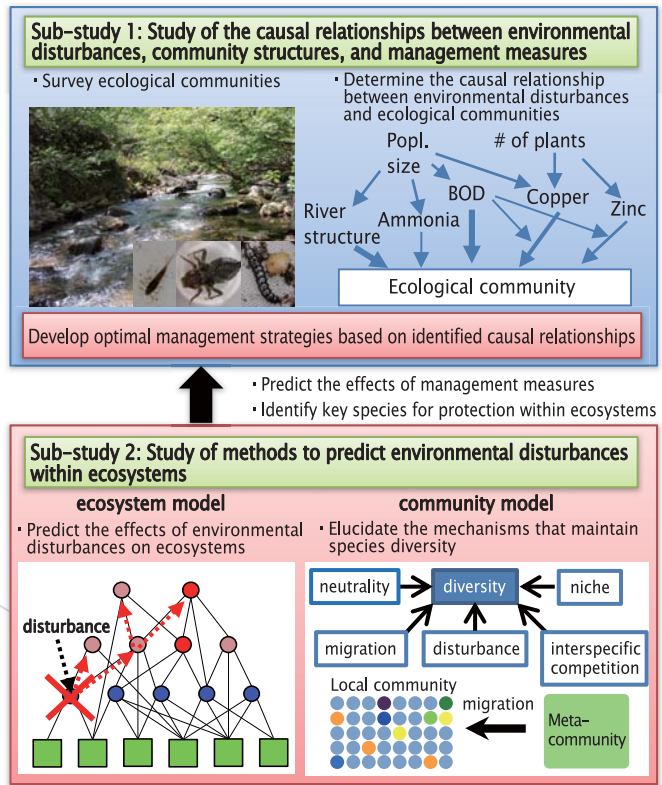 Sub-study 1: Study of the causal relationships between environmental
disturbances, community structures, and management measures
· Survey ecological communities
· Determine the causal relationship
between environmental disturbances
and ecological communities
Popl.
size
# of plants
River
structure
Ammonia
BOD
Copper
Zinc
Ecological community
Develop optimal management strategies based on identified causal relationships
· Predict the effects of management measures
· Identify key species for protection within ecosystems
Sub-study 2: Study of methods to predict environmental disturbances
within ecosystems
ecosystem model
· Predict the effects of environmental
disturbances on ecosystems
disturbance
community model
· Elucidate the mechanisms that maintain
species diversity
neutrality
diversity
niche
migration
disturbance
interspecific
competition
Local community
migration
Meta-
community